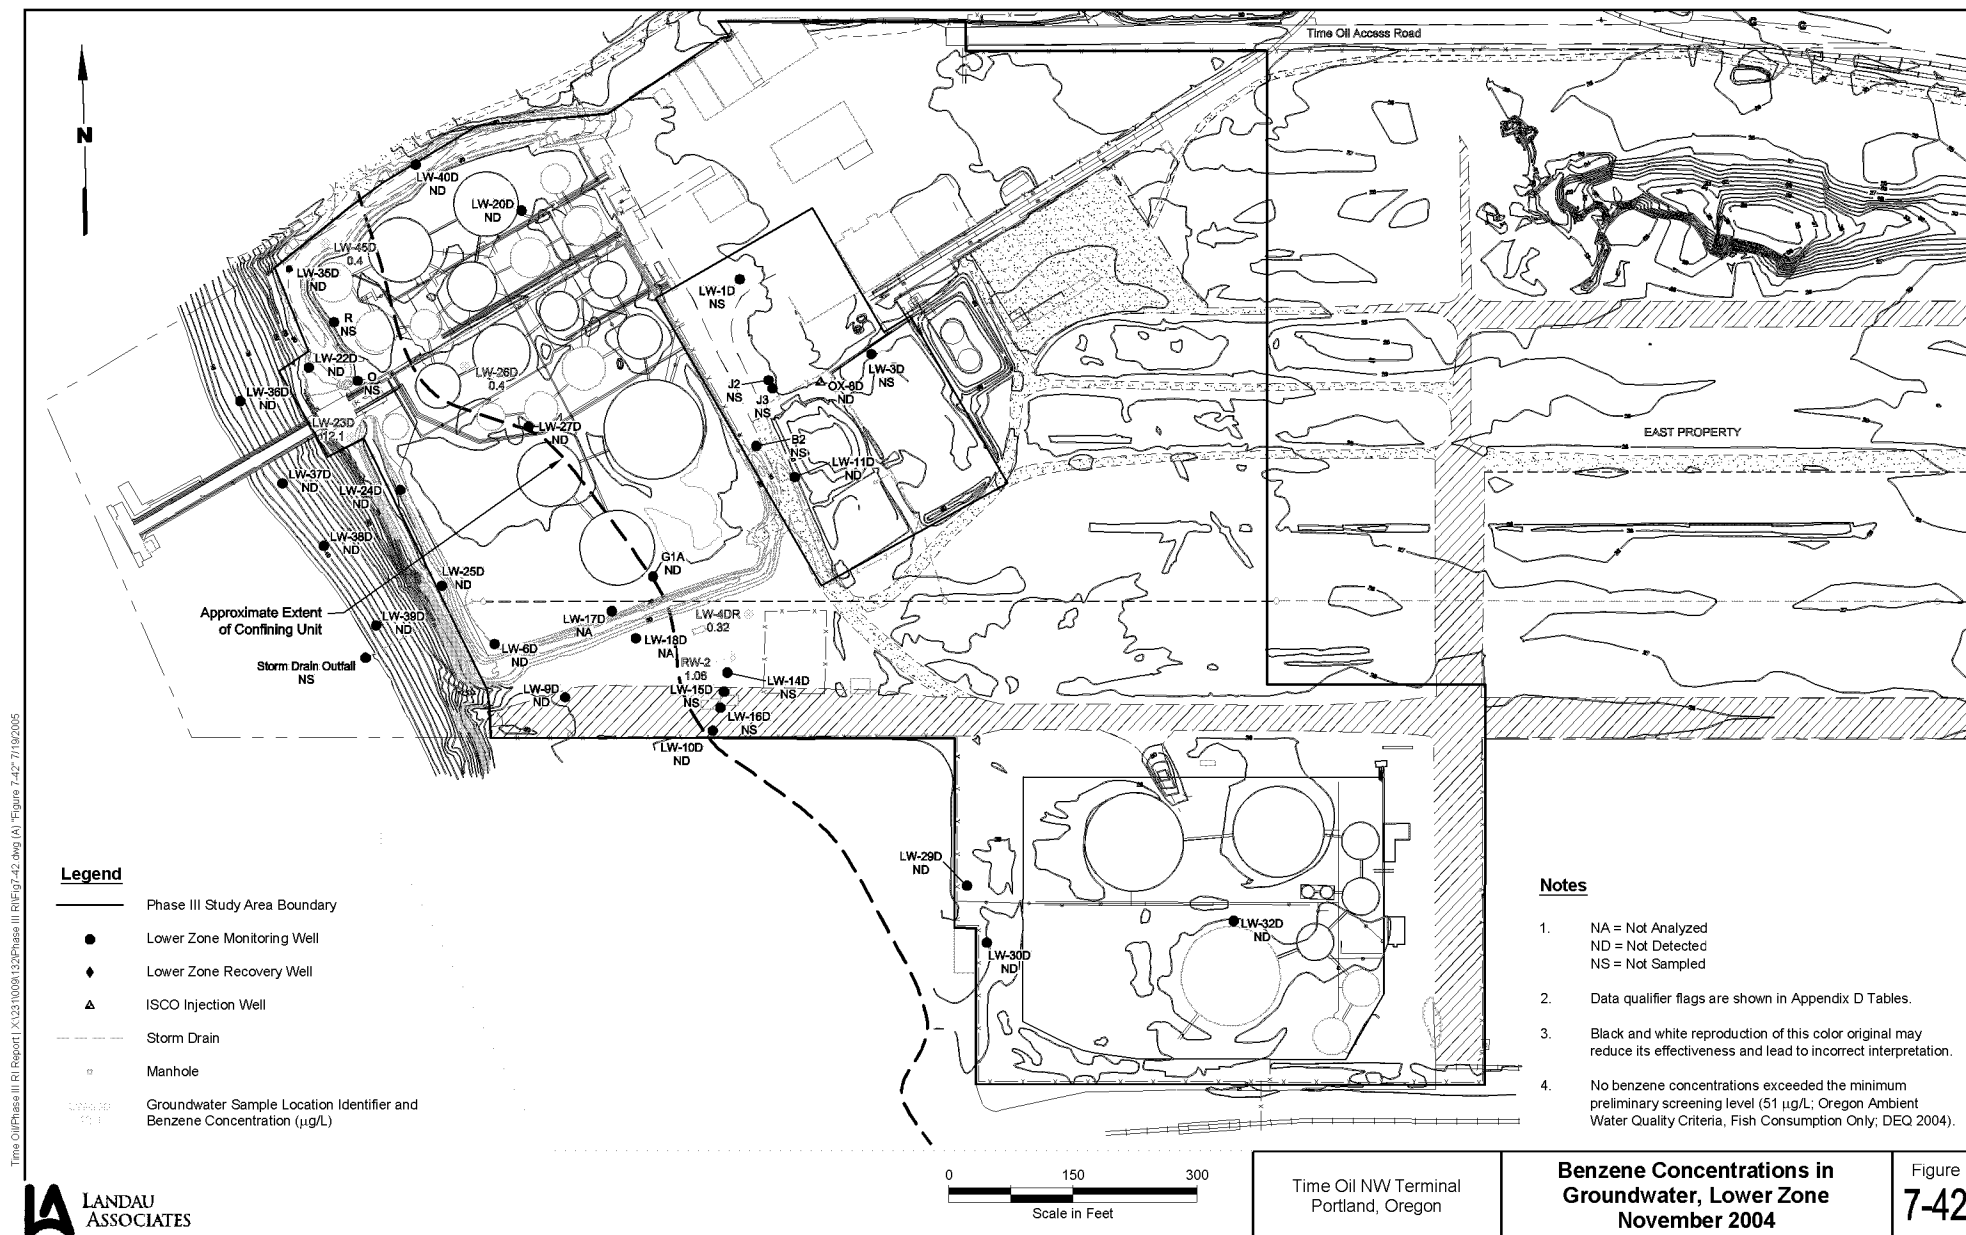 Time Oil Access Road
N
LW-40D
ND
LW-20D
ND
LW-45D
0.4
LW-35D
ND
R
NS
LW-22D
ND
O
NS
LW-36D
ND
LW-23D
LW-26D
0.4
LW-27D
ND
LW-1D
NS
LW-3D
NS
J2
NS
J3
NS
OX-8D
ND
B2
NS
LW-11D
ND
EAST PROPERTY
LW-37D
ND
LW-24D
ND
LW-38D
ND
LW-25D
ND
G1A
ND
Approximate Extent
of Confining Unit
LW-39D
ND
LW-17D
NA
LW-4DR
0.32
LW-18D
NA
LW-6D
ND
Storm Drain Outfall
NS
RW-2
1.06
LW-14D
NS
LW-9D
ND
LW-15D
NS
LW-16D
NS
LW-10D
ND
LW-29D
ND
LW-32D
ND
LW-30D
ND
Legend
Phase III Study Area Boundary
Lower Zone Monitoring Well
Lower Zone Recovery Well
ISCO Injection Well
Storm Drain
Manhole
Groundwater Sample Location Identifier and
Benzene Concentration (µg/L)
Notes
1. NA = Not Analyzed
ND = Not Detected
NS = Not Sampled
2. Data qualifier flags are shown in Appendix D Tables.
3. Black and white reproduction of this color original may
reduce its effectiveness and lead to incorrect interpretation.
4. No benzene concentrations exceeded the minimum
preliminary screening level (51 µg/L; Oregon Ambient
Water Quality Criteria, Fish Consumption Only; DEQ 2004).
0 150 300
Scale in Feet
LANDAU
ASSOCIATES
Time Oil NW Terminal
Portland, Oregon
Benzene Concentrations in
Groundwater, Lower Zone
November 2004
Figure
7-42